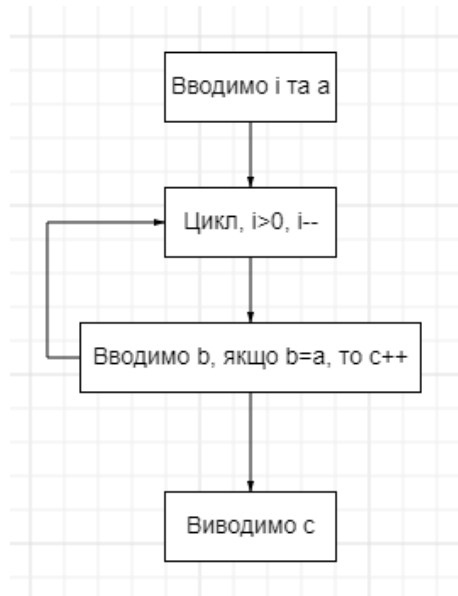 Вводимо і та а
Цикл, i>0, i--
Вводимо b, якщо b=a, то c++
Виводимо c